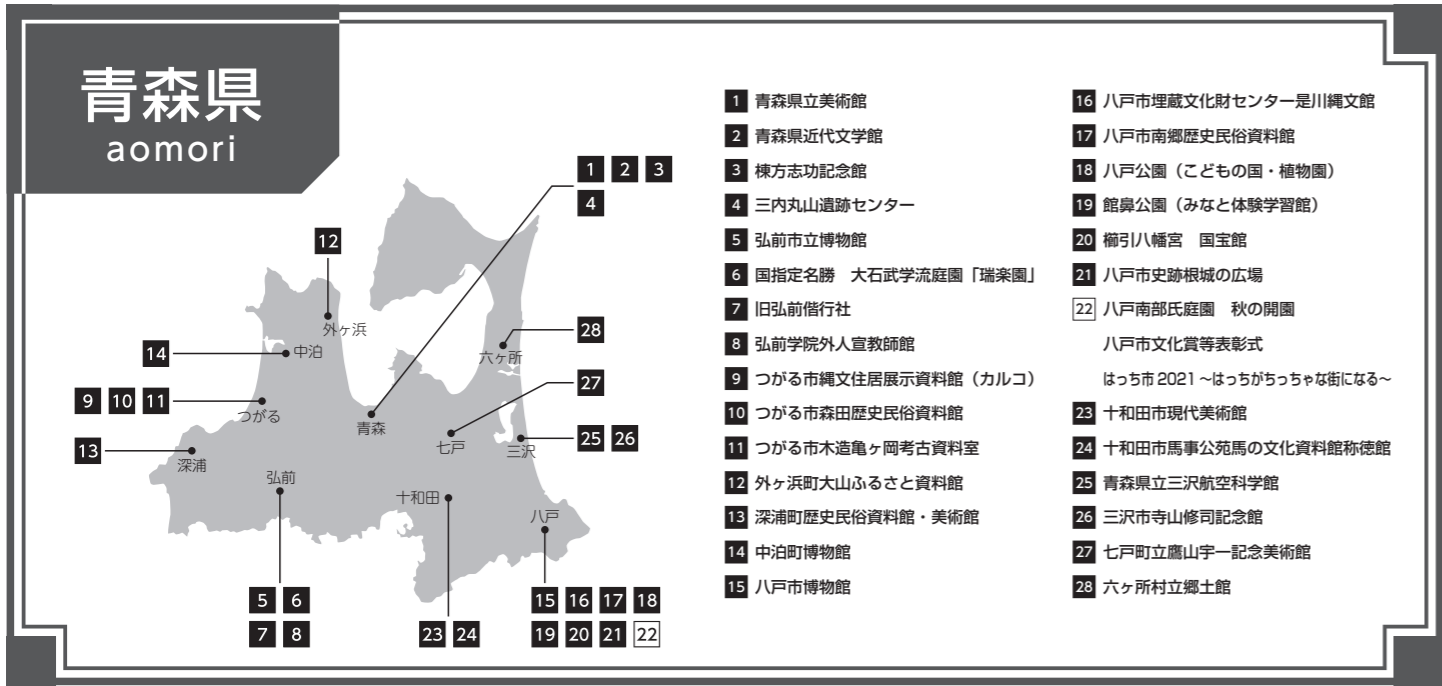 青森県
aomori
1 2 3
4
12
外ヶ浜
28
六ヶ所
14
中泊
27
9 10 11
つがる
青森
七戸
25 26
三沢
13
深浦
弘前
十和田
八戸
5 6
7 8
23 24
15 16 17 18
19 20 21 22
1 青森県立美術館
2 青森県近代文学館
3 棟方志功記念館
4 三内丸山遺跡センター
5 弘前市立博物館
6 国指定名勝　大石武学流庭園「瑞楽園」
7 旧弘前偕行社
8 弘前学院外人宣教師館
9 つがる市縄文住居展示資料館（カルコ）
10 つがる市森田歴史民俗資料館
11 つがる市木造亀ヶ岡考古資料室
12 外ヶ浜町大山ふるさと資料館
13 深浦町歴史民俗資料館・美術館
14 中泊町博物館
15 八戸市博物館
16 八戸市埋蔵文化財センター是川縄文館
17 八戸市南郷歴史民俗資料館
18 八戸公園（こどもの国・植物園）
19 館鼻公園（みなと体験学習館）
20 櫛引八幡宮　国宝館
21 八戸市史跡根城の広場
22 八戸南部氏庭園　秋の開園
八戸市文化賞等表彰式
はっち市 2021 ～はっちがちっちゃな街になる～
23 十和田市現代美術館
24 十和田市馬事公苑馬の文化資料館称徳館
25 青森県立三沢航空科学館
26 三沢市寺山修司記念館
27 七戸町立鷹山宇一記念美術館
28 六ヶ所村立郷土館